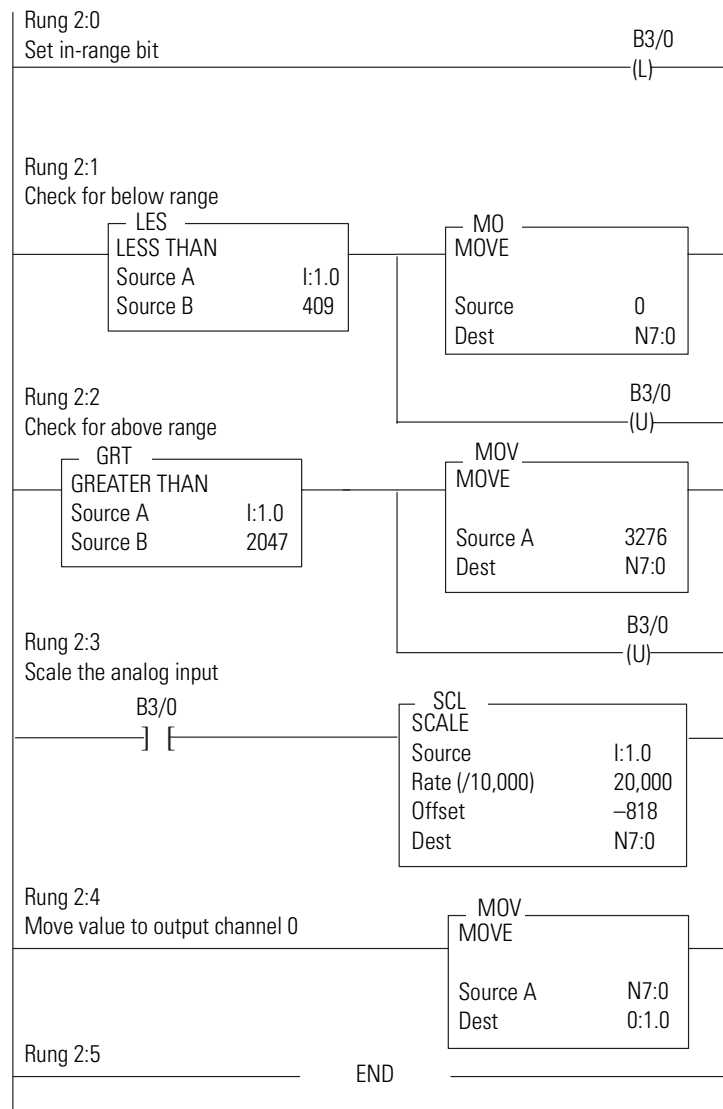 Rung 2:0
Set in-range bit
B3/0
(L)
Rung 2:1
Check for below range
LES
LESS THAN
Source A I:1.0
Source B 409
MO
MOVE
Source 0
Dest N7:0
B3/0
(U)
Rung 2:2
Check for above range
GRT
GREATER THAN
Source A I:1.0
Source B 2047
MOV
MOVE
Source A 3276
Dest N7:0
B3/0
(U)
Rung 2:3
Scale the analog input
B3/0
] [
SCL
SCALE
Source I:1.0
Rate (/10,000) 20,000
Offset –818
Dest N7:0
Rung 2:4
Move value to output channel 0
MOV
MOVE
Source A N7:0
Dest 0:1.0
Rung 2:5
END